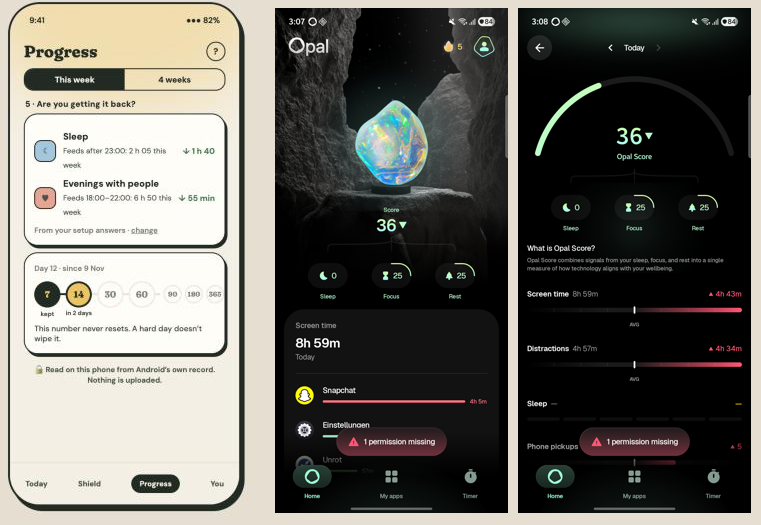 9:41
82%
Progress
?
This week
4 weeks
5 · Are you getting it back?
Sleep
Feeds after 23:00: 2 h 05 this
week
↓ 1 h 40
Evenings with people
Feeds 18:00–22:00: 6 h 50 this
week
↓ 55 min
From your setup answers · change
Day 12 · since 9 Nov
7
14
30
60
90
180
365
kept
in 2 days
This number never resets. A hard day doesn't
wipe it.
Read on this phone from Android's own record.
Nothing is uploaded.
Today
Shield
Progress
You
3:07
84
Opal
5
Score
36▼
0
25
25
Sleep
Focus
Rest
Screen time
8h 59m
Today
Snapchat
4h 5m
Einstellungen
1 permission missing
Unrot
Home
My apps
Timer
3:08
84
Today
36▼
Opal Score
0
25
25
Sleep
Focus
Rest
What is Opal Score?
Opal Score combines signals from your sleep, focus, and rest into a single
measure of how technology aligns with your wellbeing.
Screen time 8h 59m
▲ 4h 43m
AVG
Distractions 4h 57m
▲ 4h 34m
AVG
Sleep —
—
1 permission missing
Phone pickups
▲ 5
Home
My apps
Timer